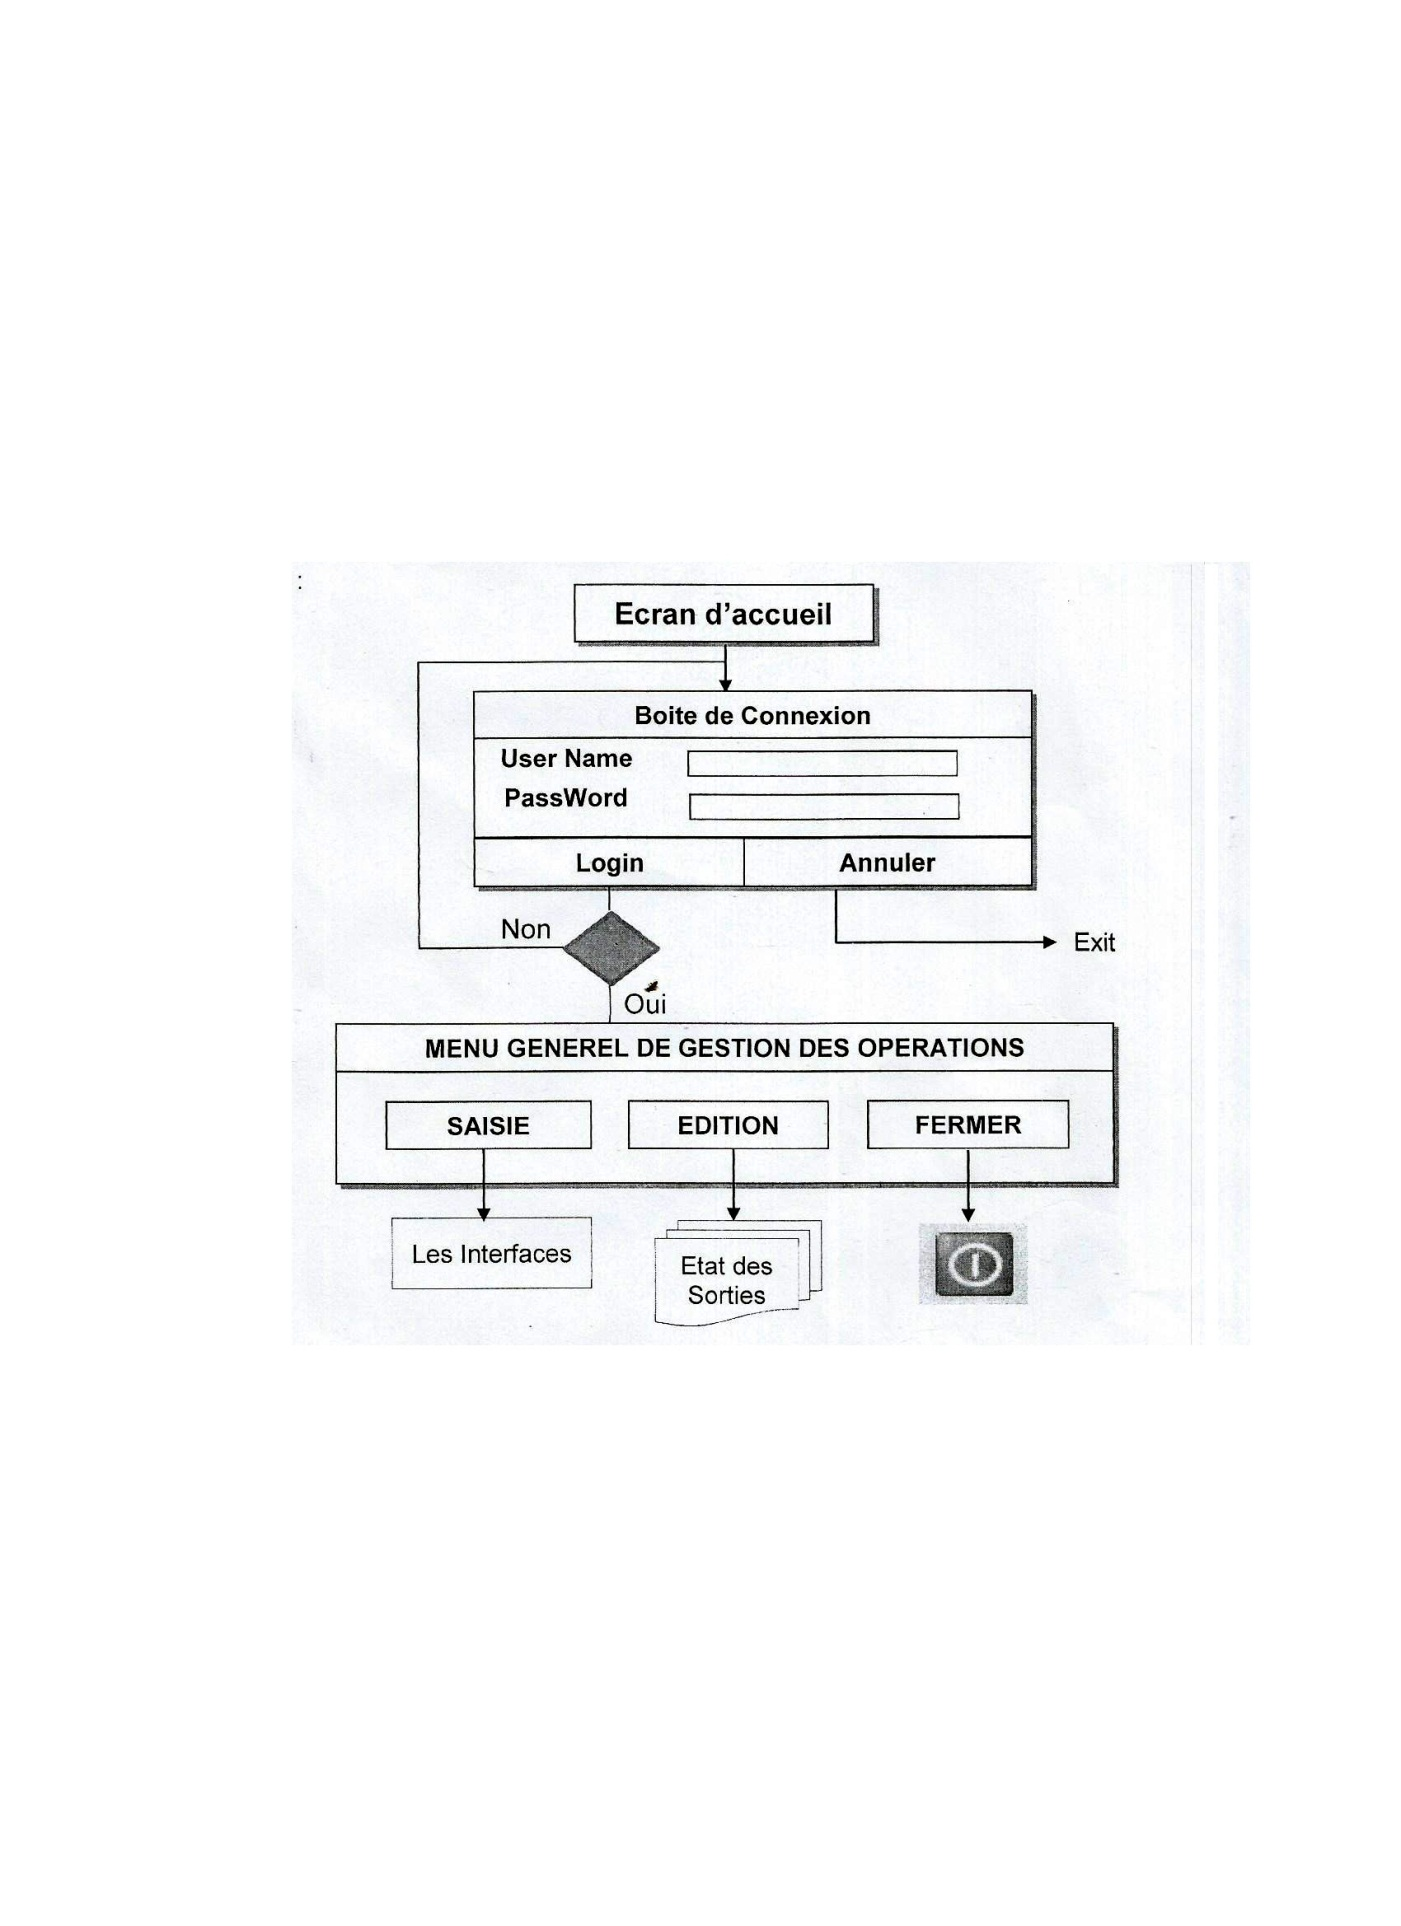 :
Ecran d’accueil
Boite de Connexion
User Name
PassWord
Login
Annuler
Non
Exit
Oui
MENU GENEREL DE GESTION DES OPERATIONS
SAISIE
EDITION
FERMER
Les Interfaces
Etat des
Sorties